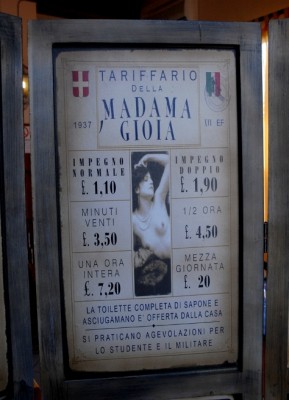 TARIFFARIO
DELLA
MADAMA
GIOIA
1937
III EF
IMPEGNO
NORMALE
£. 1,10
IMPEGNO
DOPPIO
£. 1,90
MINUTI
VENTI
£. 3,50
1/2 ORA
£. 4,50
UNA ORA
INTERA
£. 7,20
MEZZA
GIORNATA
£. 20
LA TOILETTE COMPLETA DI SAPONE E
ASCIUGAMANO E' OFFERTA DALLA CASA
SI PRATICANO AGEVOLAZIONI PER
LO STUDENTE E IL MILITARE